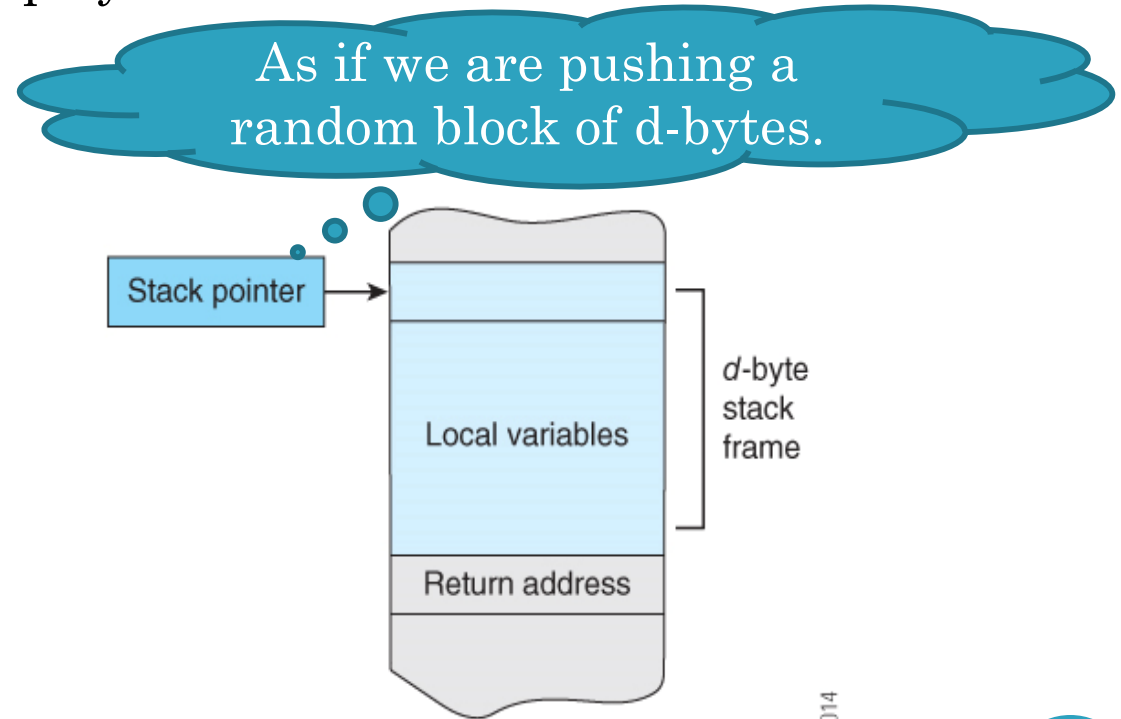 As if we are pushing a
random block of d-bytes.
Stack pointer
d-byte
stack
frame
Local variables
Return address